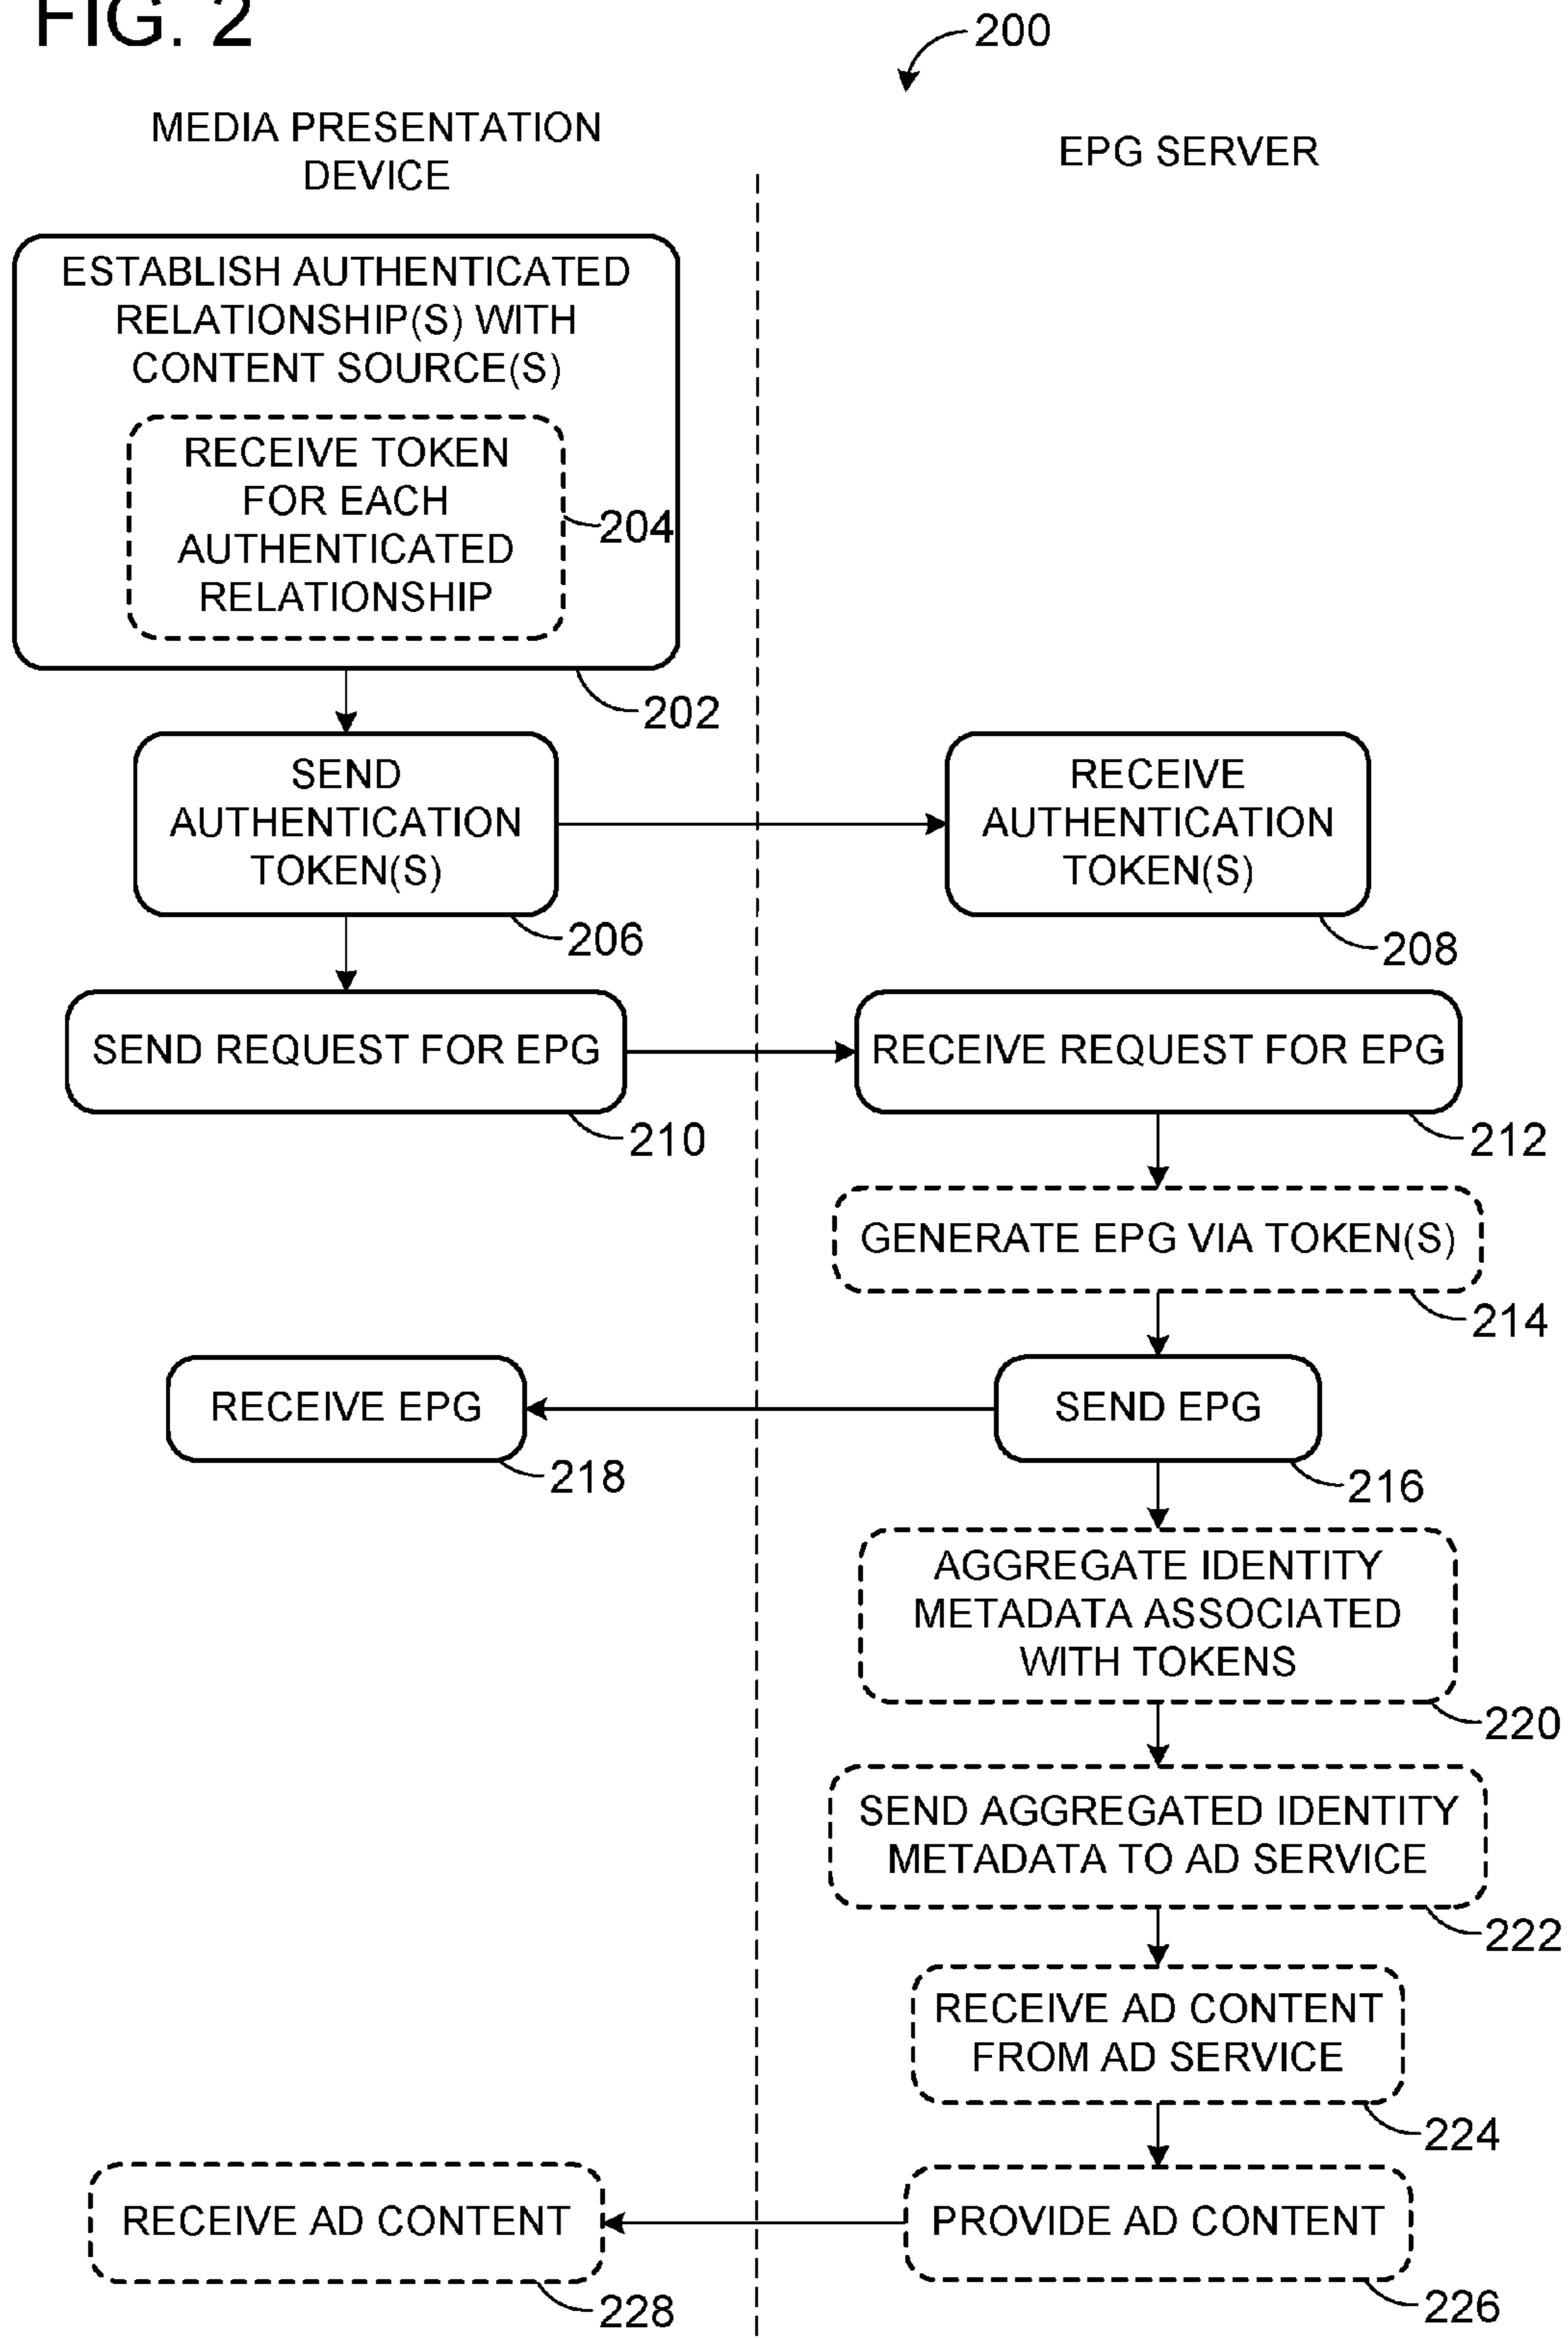 FIG. 2
200
MEDIA PRESENTATION
DEVICE
EPG SERVER
ESTABLISH AUTHENTICATED
RELATIONSHIP(S) WITH
CONTENT SOURCE(S)
RECEIVE TOKEN
FOR EACH
AUTHENTICATED
RELATIONSHIP
204
202
SEND
AUTHENTICATION
TOKEN(S)
206
RECEIVE
AUTHENTICATION
TOKEN(S)
208
SEND REQUEST FOR EPG
210
RECEIVE REQUEST FOR EPG
212
GENERATE EPG VIA TOKEN(S)
214
SEND EPG
216
RECEIVE EPG
218
AGGREGATE IDENTITY
METADATA ASSOCIATED
WITH TOKENS
220
SEND AGGREGATED IDENTITY
METADATA TO AD SERVICE
222
RECEIVE AD CONTENT
FROM AD SERVICE
224
PROVIDE AD CONTENT
226
RECEIVE AD CONTENT
228